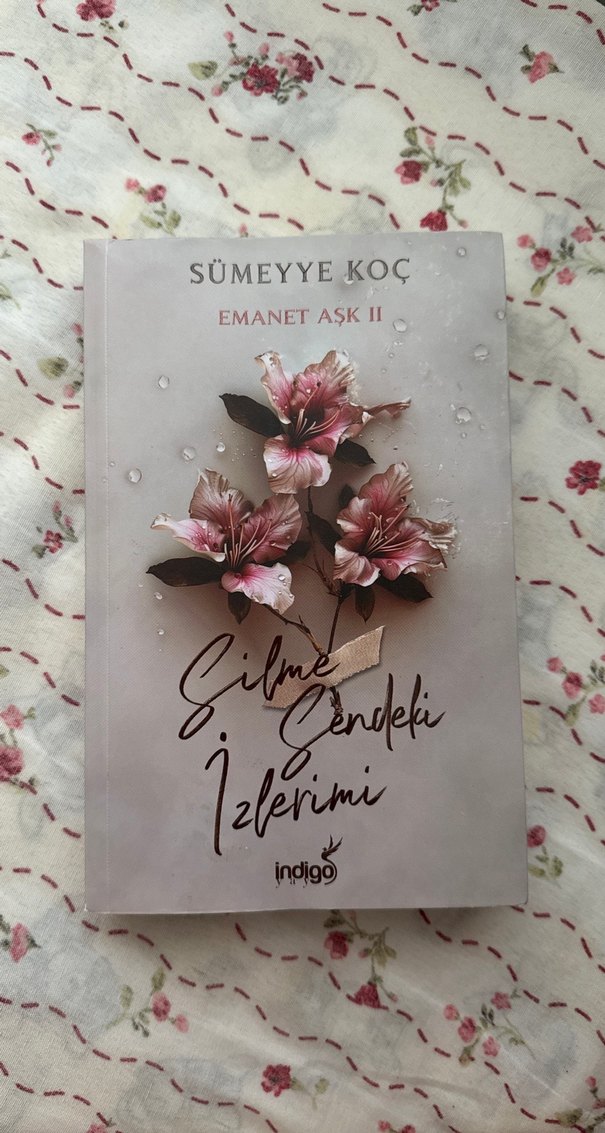 SÜMEYYE KOÇ
EMANET AŞK II
Silme
Sendeki
İzlerimi
indigo